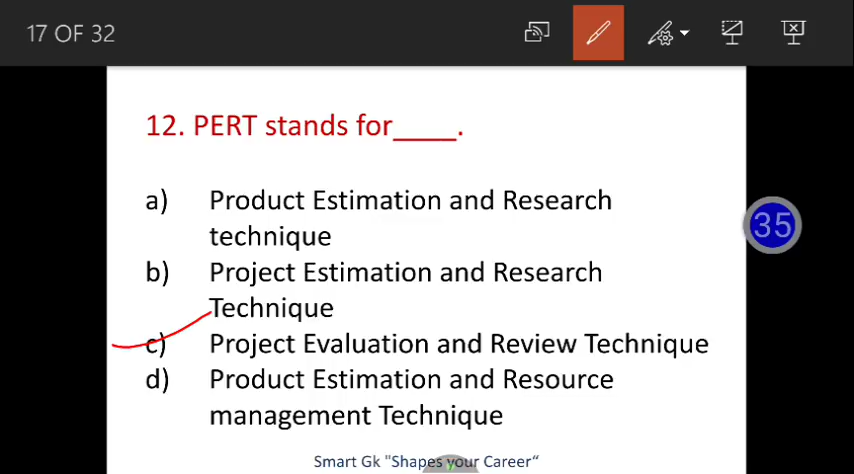 17 OF 32
12. PERT stands for____.
35
a) Product Estimation and Research
technique
b) Project Estimation and Research
Technique
c) Project Evaluation and Review Technique
d) Product Estimation and Resource
management Technique
Smart Gk "Shapes your Career“